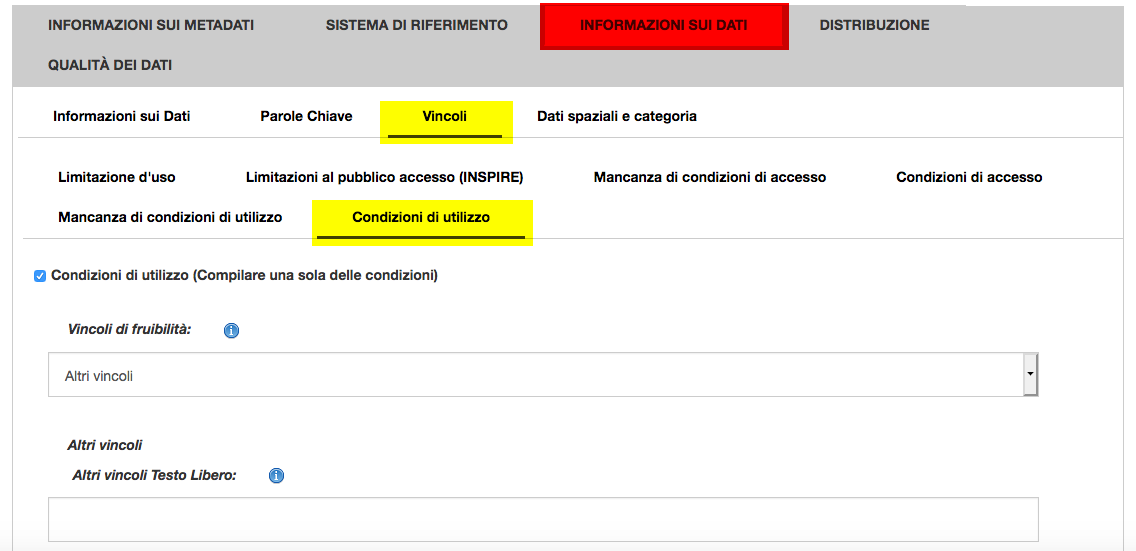 INFORMAZIONI SUI METADATI SISTEMA DI RIFERIMENTO INFORMAZIONI SUI DATI DISTRIBUZIONE
QUALITÀ DEI DATI
Informazioni sui Dati Parole Chiave Vincoli Dati spaziali e categoria
Limitazione d'uso Limitazioni al pubblico accesso (INSPIRE) Mancanza di condizioni di accesso Condizioni di accesso
Mancanza di condizioni di utilizzo Condizioni di utilizzo
Condizioni di utilizzo (Compilare una sola delle condizioni)
Vincoli di fruibilità:
Altri vincoli
Altri vincoli
Altri vincoli Testo Libero: